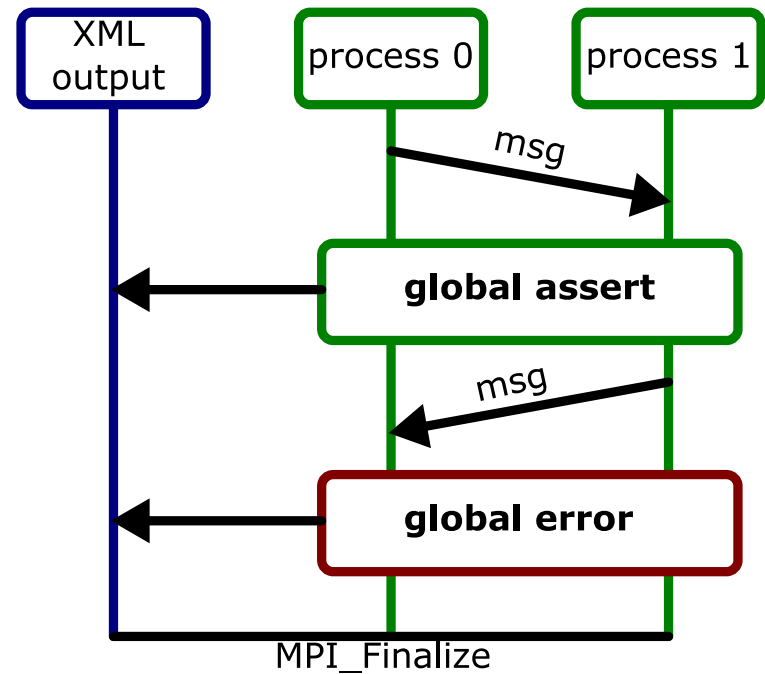 XML
output
process 0
process 1
msg
global assert
msg
global error
MPI_Finalize